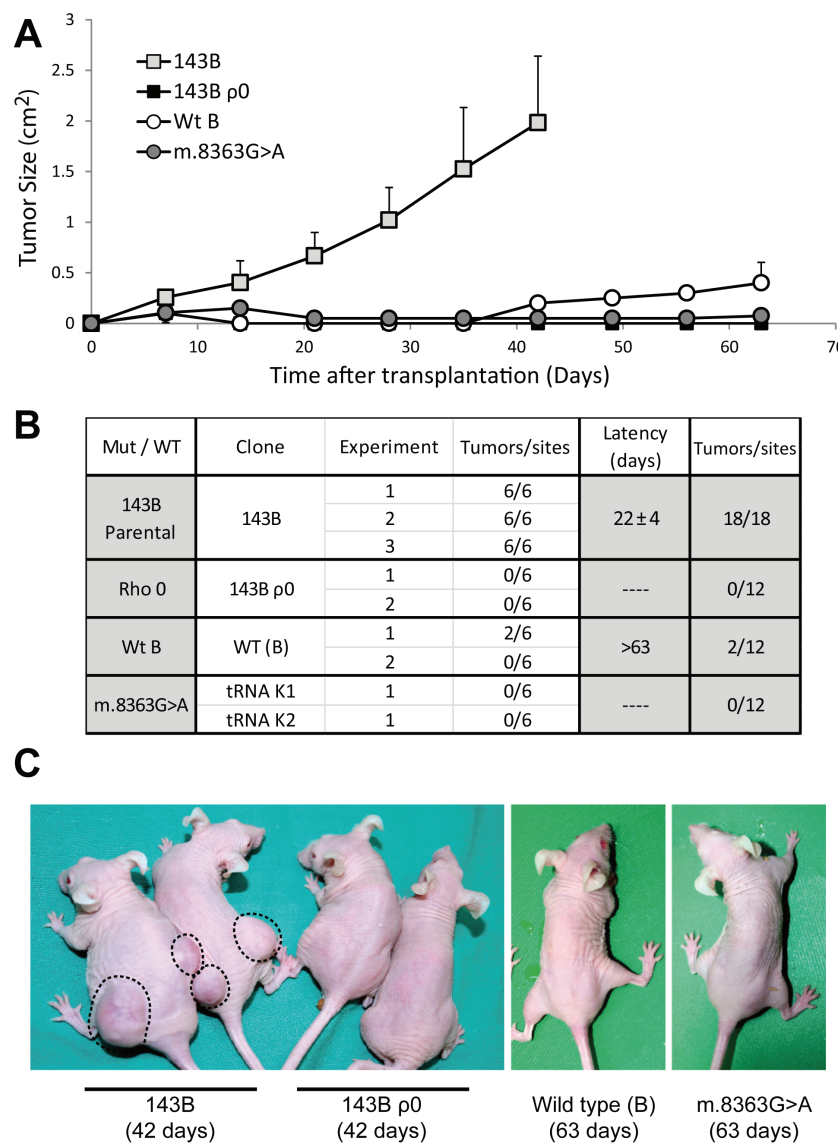 A
3
2.5
2
1.5
1
0.5
0
Tumor Size (cm²)
143B
143B ρ0
Wt B
m.8363G>A
0 10 20 30 40 50 60 70
Time after transplantation (Days)
B
Mut / WT Clone Experiment Tumors/sites Latency (days) Tumors/sites
143B Parental 143B 1 6/6 22 ± 4 18/18
2 6/6
3 6/6
Rho 0 143B ρ0 1 0/6 ---- 0/12
2 0/6
Wt B WT (B) 1 2/6 >63 2/12
2 0/6
m.8363G>A tRNA K1 1 0/6 ---- 0/12
tRNA K2 1 0/6
C
143B
(42 days)
143B ρ0
(42 days)
Wild type (B)
(63 days)
m.8363G>A
(63 days)